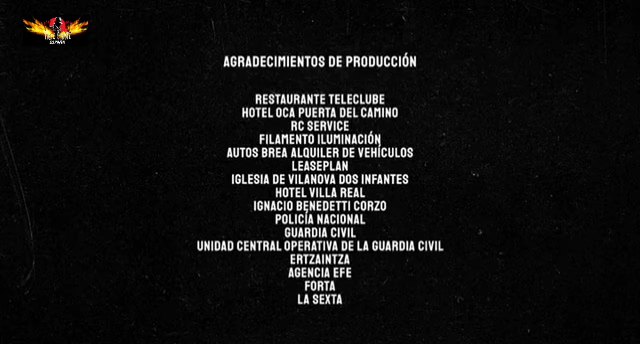 ESPAÑA
AGRADECIMIENTOS DE PRODUCCIÓN
RESTAURANTE TELECLUBE
HOTEL OCA PUERTA DEL CAMINO
RC SERVICE
FILAMENTO ILUMINACIÓN
AUTOS BREA ALQUILER DE VEHÍCULOS
LEASEPLAN
IGLESIA DE VILANOVA DOS INFANTES
HOTEL VILLA REAL
IGNACIO BENEDETTI CORZO
POLICÍA NACIONAL
GUARDIA CIVIL
UNIDAD CENTRAL OPERATIVA DE LA GUARDIA CIVIL
ERTZAINTZA
AGENCIA EFE
FORTA
LA SEXTA